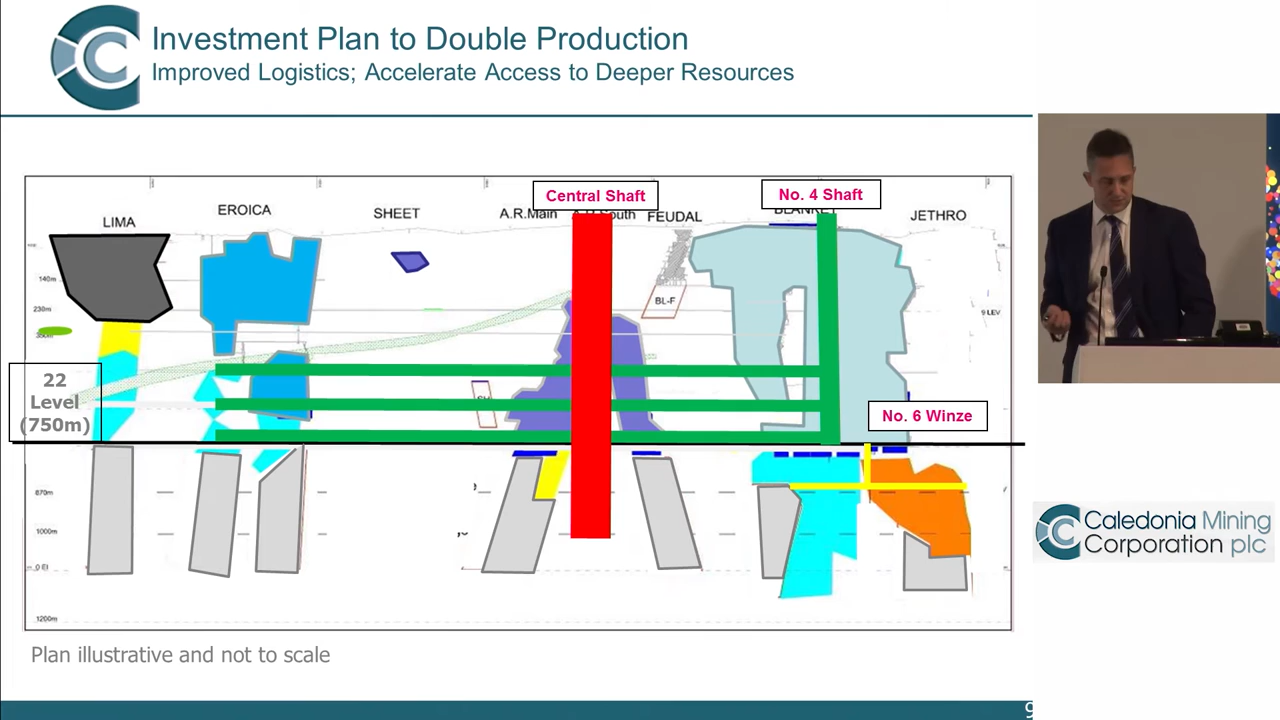 Investment Plan to Double Production
Improved Logistics; Accelerate Access to Deeper Resources
Central Shaft
No. 4 Shaft
LIMA
EROICA
SHEET
A.R.Main
FEUDAL
BLANKET
JETHRO
140m
230m
BL-F
9 LEV
22
Level
(750m)
No. 6 Winze
870m
1000m
1200m
Plan illustrative and not to scale
9
Caledonia Mining
Corporation plc